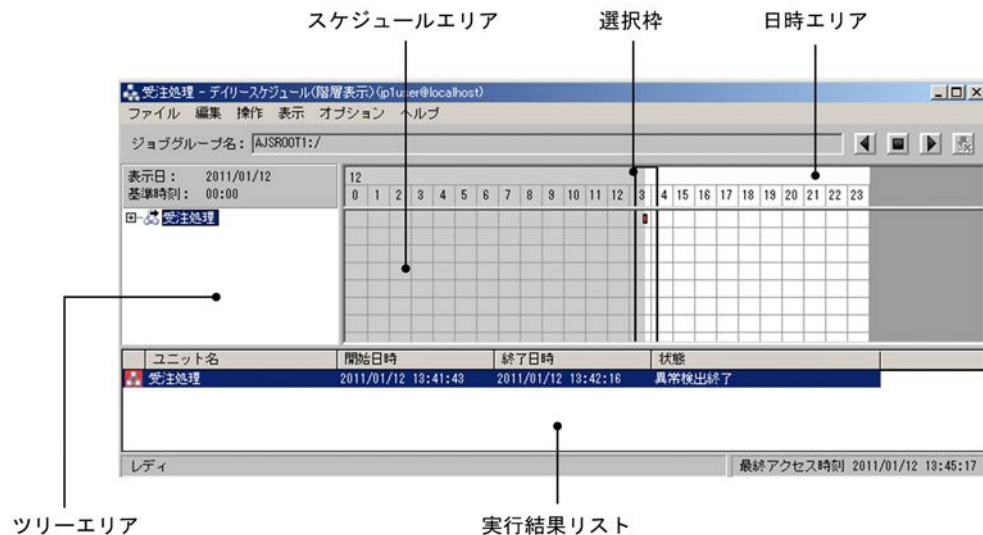 スケジュールエリア 選択枠 日時エリア
受注処理 - デイリースケジュール(階層表示)(jp1user@localhost)
ファイル 編集 操作 表示 オプション ヘルプ
ジョブグループ名： AJSROOT1:/
表示日： 2011/01/12
基準時刻： 00:00
12
0 1 2 3 4 5 6 7 8 9 10 11 12 3 4 15 16 17 18 19 20 21 22 23
受注処理
ユニット名 開始日時 終了日時 状態
受注処理 2011/01/12 13:41:43 2011/01/12 13:42:16 異常検出終了
レディ 最終アクセス時刻 2011/01/12 13:45:17
ツリーエリア 実行結果リスト